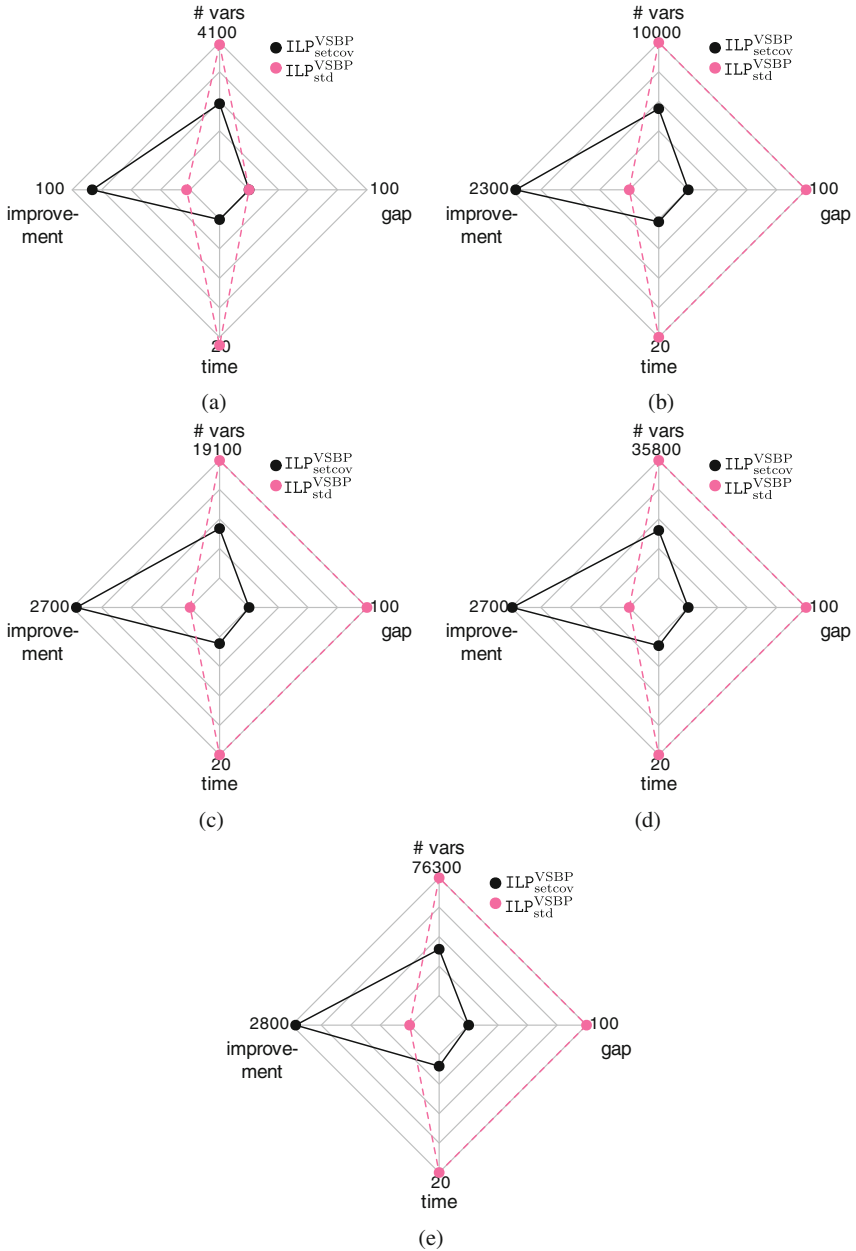 # vars
4100
ILP^VSBP_setcov
ILP^VSBP_std
100
improve-
ment
100
gap
20
time
(a)
# vars
10000
ILP^VSBP_setcov
ILP^VSBP_std
2300
improve-
ment
100
gap
20
time
(b)
# vars
19100
ILP^VSBP_setcov
ILP^VSBP_std
2700
improve-
ment
100
gap
20
time
(c)
# vars
35800
ILP^VSBP_setcov
ILP^VSBP_std
2700
improve-
ment
100
gap
20
time
(d)
# vars
76300
ILP^VSBP_setcov
ILP^VSBP_std
2800
improve-
ment
100
gap
20
time
(e)